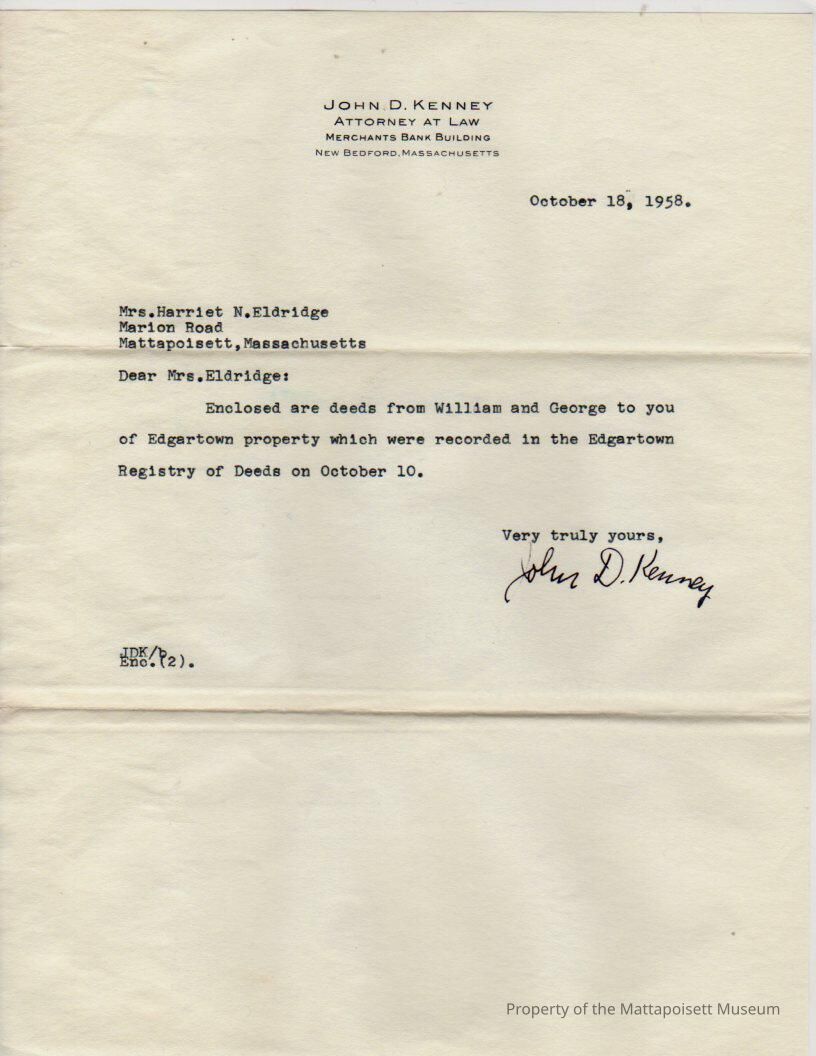 JOHN D. KENNEY
ATTORNEY AT LAW
MERCHANTS BANK BUILDING
NEW BEDFORD, MASSACHUSETTS
October 18, 1958.
Mrs.Harriet N.Eldridge
Marion Road
Mattapoisett,Massachusetts
Dear Mrs.Eldridge:
Enclosed are deeds from William and George to you
of Edgartown property which were recorded in the Edgartown
Registry of Deeds on October 10.
Very truly yours,
John D. Kenney
JDK/b
Enc.(2).
Property of the Mattapoisett Museum